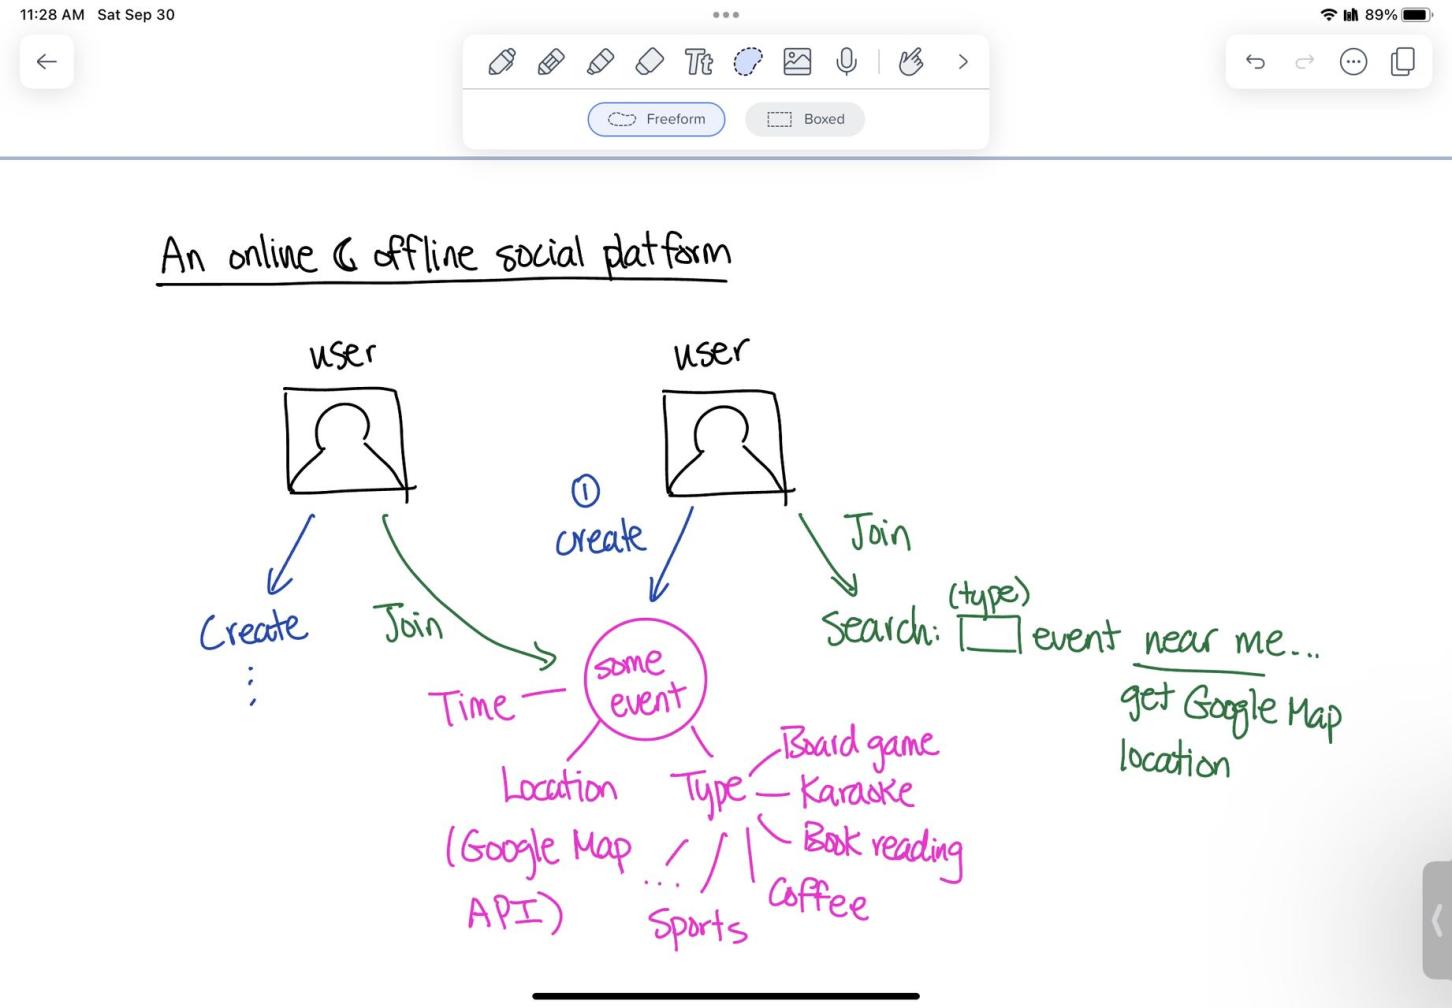 11:28 AM Sat Sep 30
89%
Tt
Freeform
Boxed
An online & offline social platform
user
user
①
create
Join
Create
Join
(type)
Search: event near me...
get Google Map
location
some
event
Time
Location
(Google Map
API)
Type
Board game
Karaoke
Book reading
Coffee
Sports
...